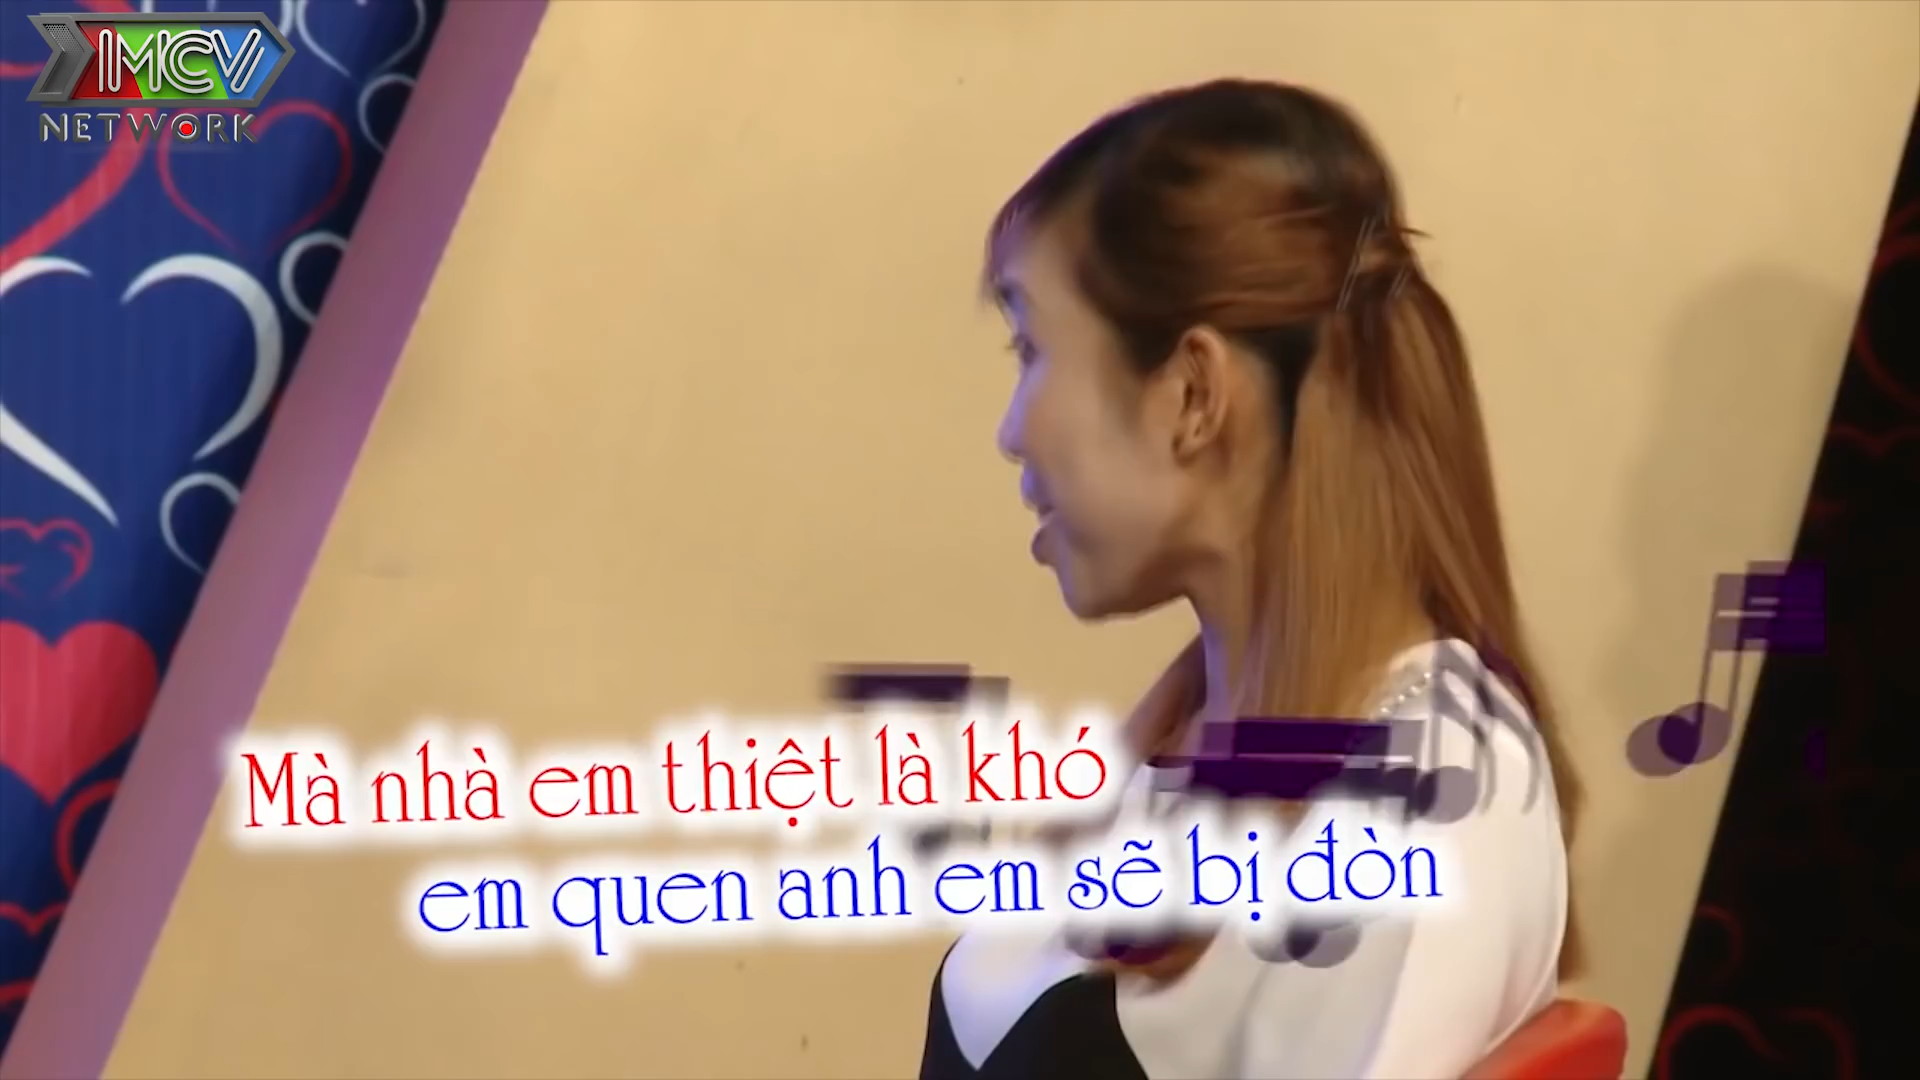 MCV
NETWORK
Mà nhà em thiệt là khó
em quen anh em sẽ bị đòn